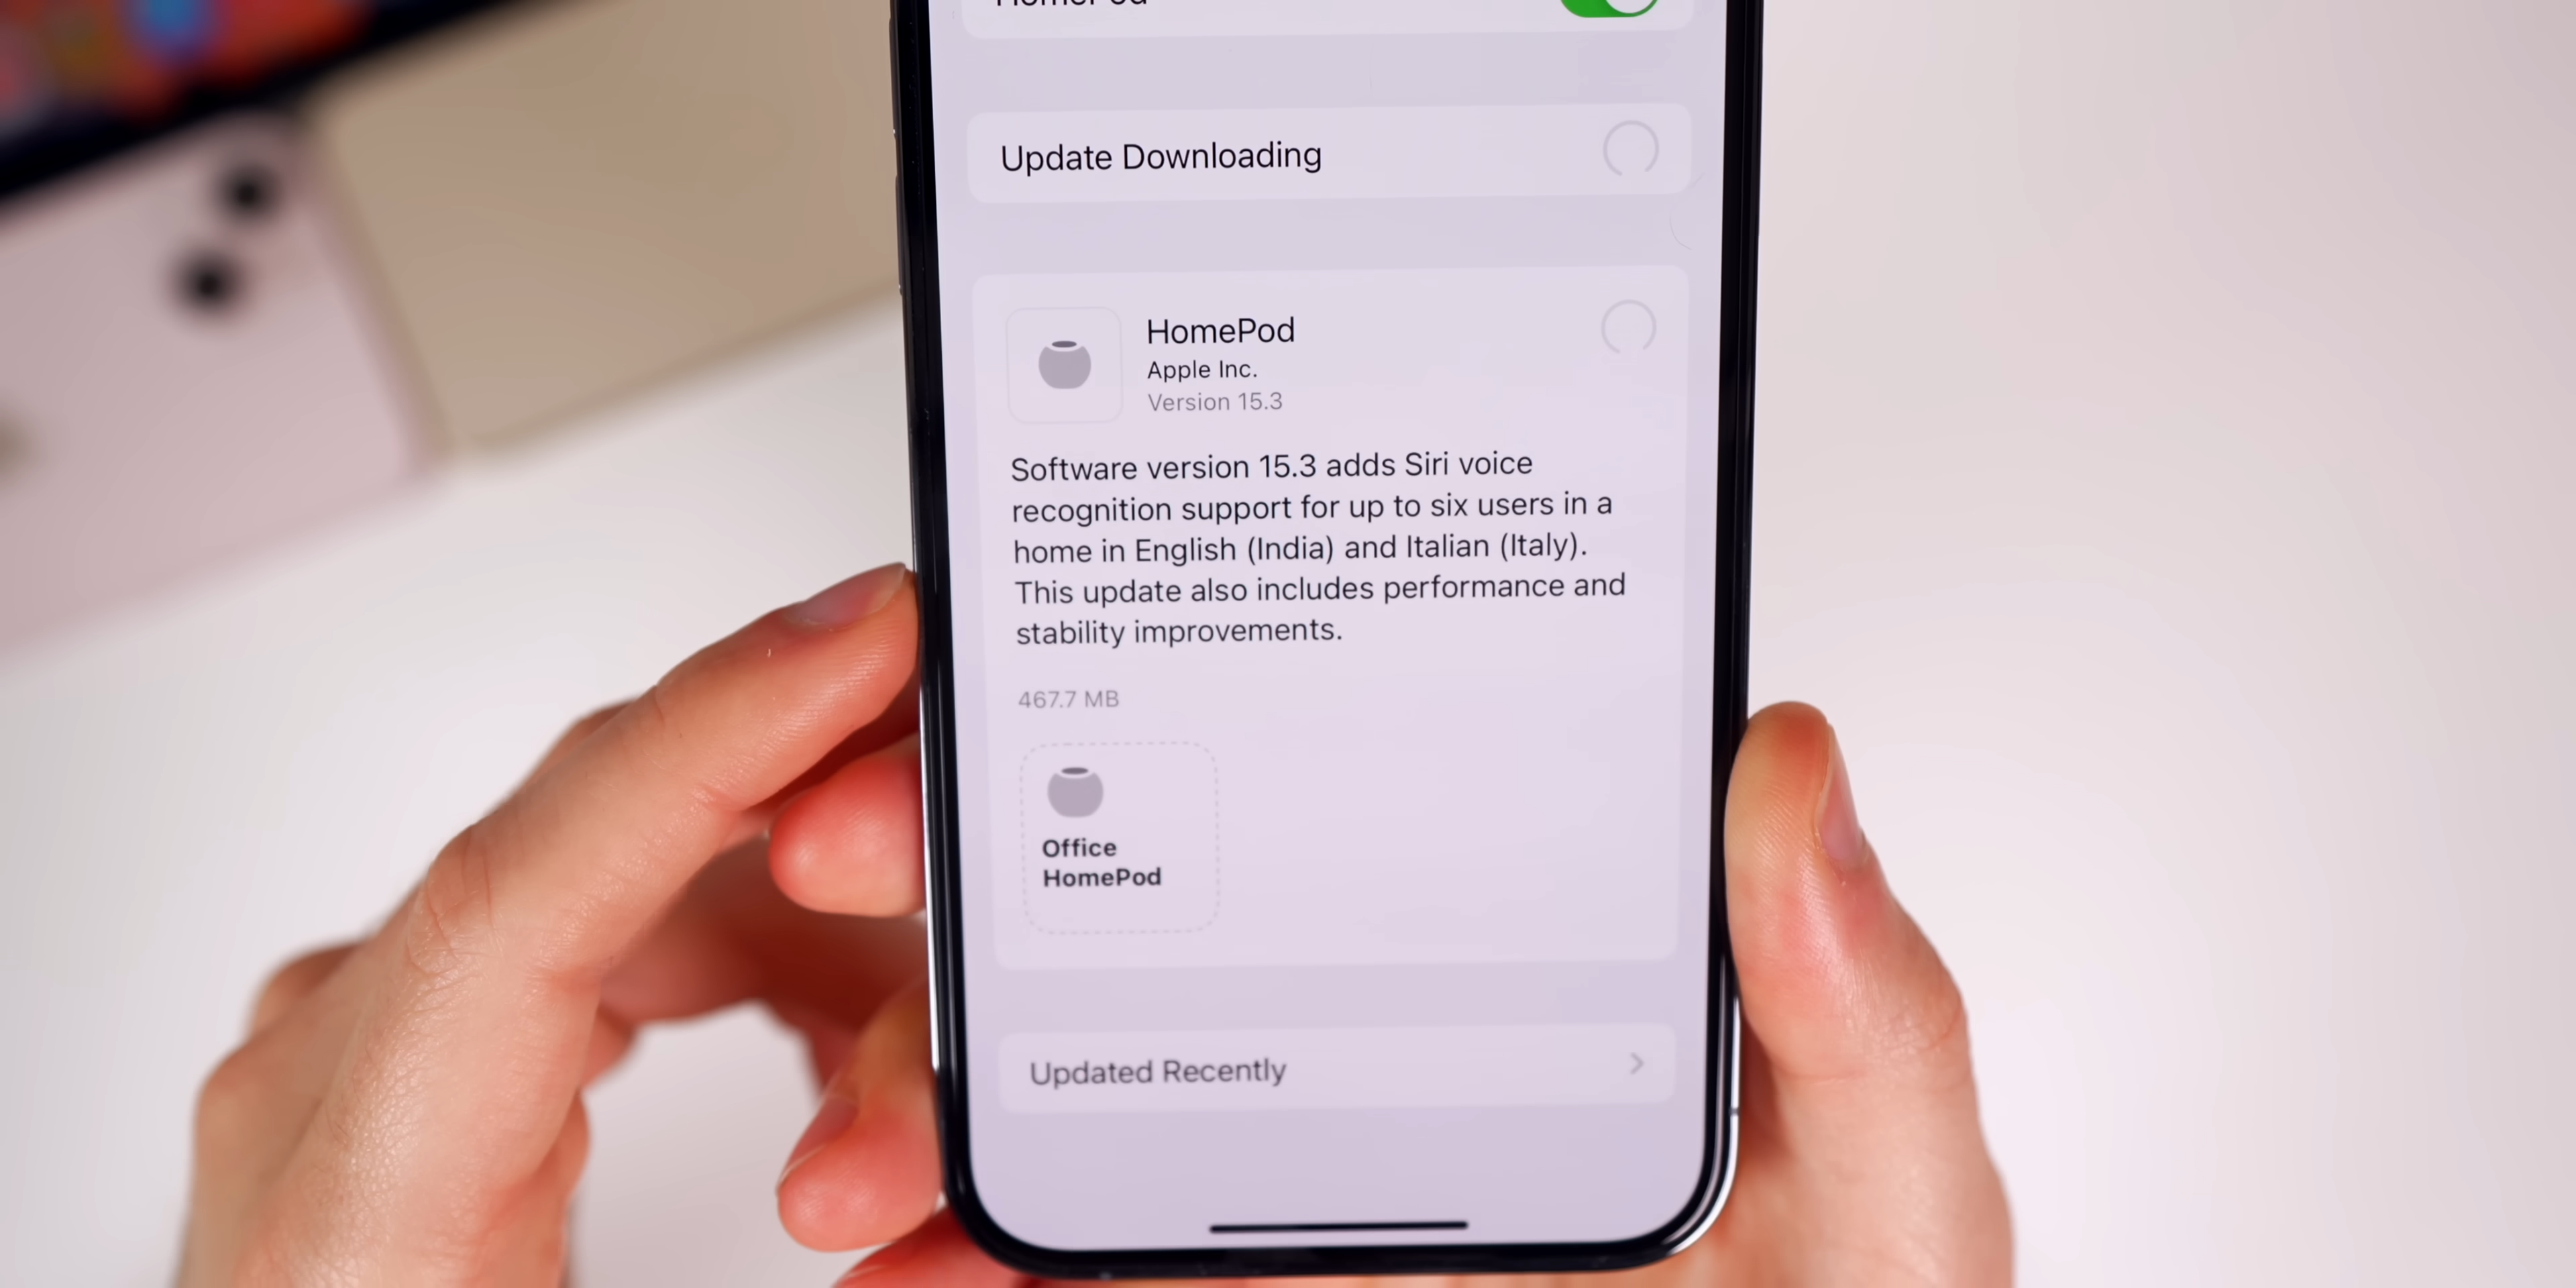 HomePod
Update Downloading
HomePod
Apple Inc.
Version 15.3
Software version 15.3 adds Siri voice
recognition support for up to six users in a
home in English (India) and Italian (Italy).
This update also includes performance and
stability improvements.
467.7 MB
Office
HomePod
Updated Recently